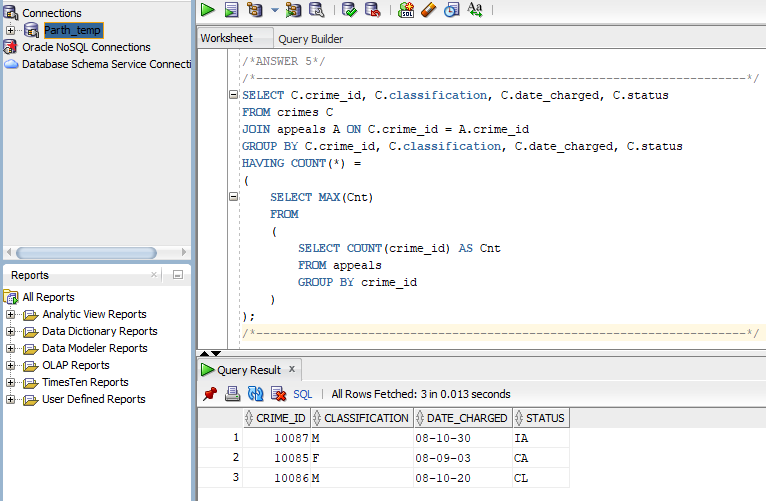 Connections
Parth_temp
Oracle NoSQL Connections
Database Schema Service Connecti
Reports
All Reports
Analytic View Reports
Data Dictionary Reports
Data Modeler Reports
OLAP Reports
TimesTen Reports
User Defined Reports
SQL
Aa
Worksheet
Query Builder
/*ANSWER 5*/
/*----------------------------------------------------------------------*/
SELECT C.crime_id, C.classification, C.date_charged, C.status
FROM crimes C
JOIN appeals A ON C.crime_id = A.crime_id
GROUP BY C.crime_id, C.classification, C.date_charged, C.status
HAVING COUNT(*) =
(
SELECT MAX(Cnt)
FROM
(
SELECT COUNT(crime_id) AS Cnt
FROM appeals
GROUP BY crime_id
)
);
/*----------------------------------------------------------------------*/
Query Result x
SQL | All Rows Fetched: 3 in 0.013 seconds
CRIME_ID CLASSIFICATION DATE_CHARGED STATUS
1 10087 M 08-10-30 IA
2 10085 F 08-09-03 CA
3 10086 M 08-10-20 CL